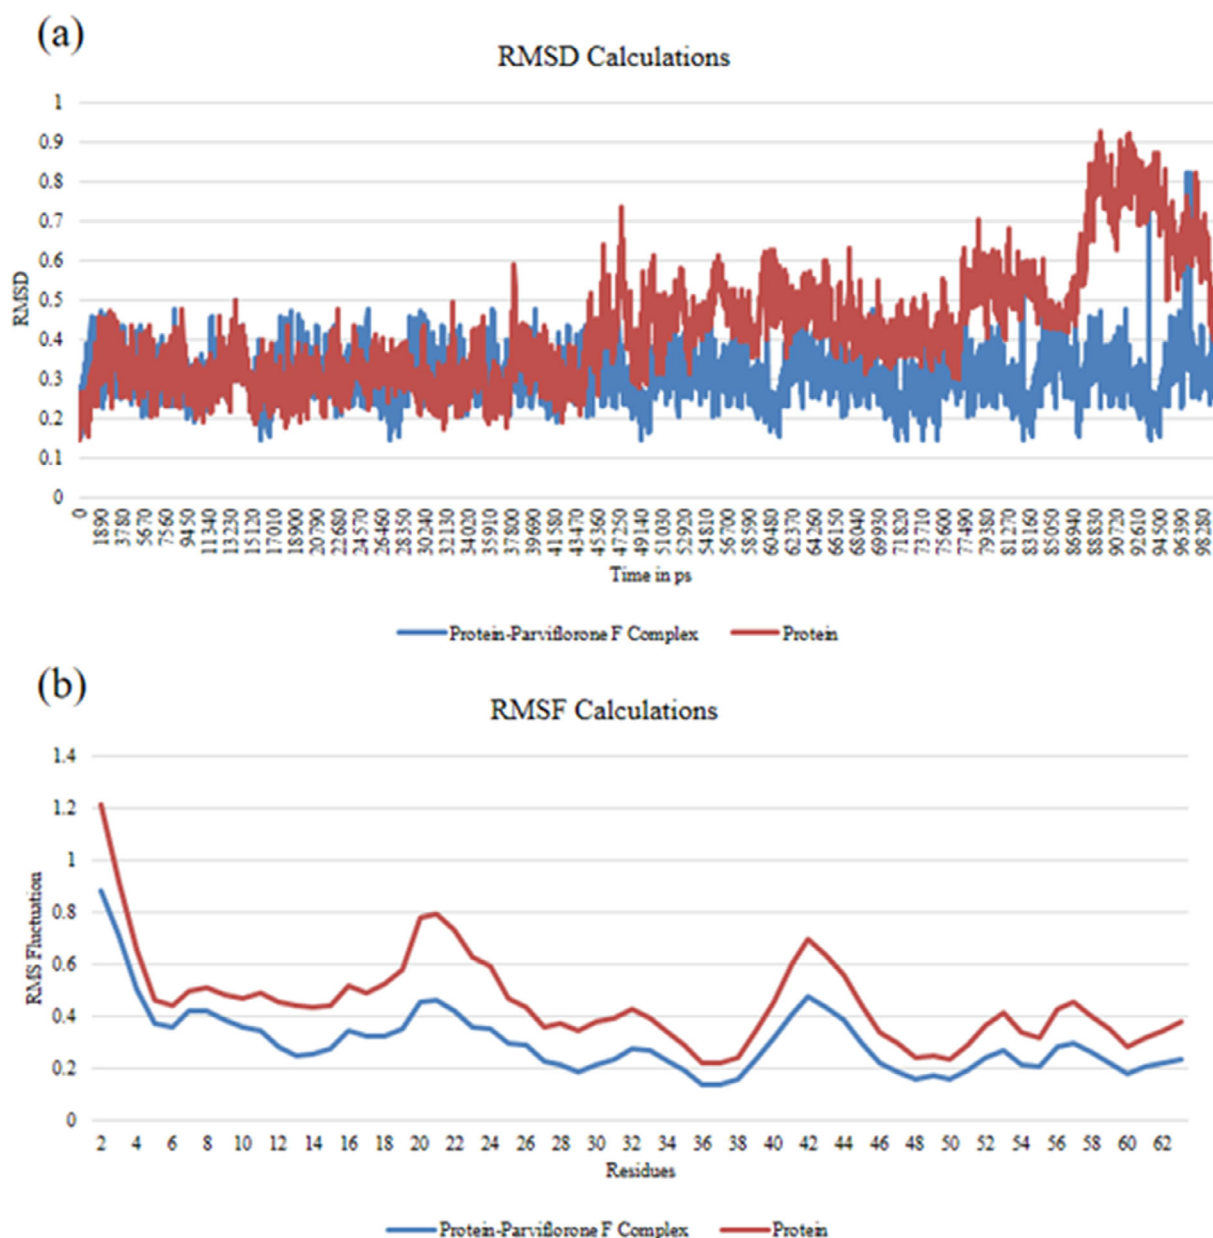 (a)
RMSD Calculations
1
0.9
0.8
0.7
0.6
0.5
0.4
0.3
0.2
0.1
0
RMSD
0 1890 3780 5670 7560 9450 11340 13230 15120 17010 18900 20790 22680 24570 26460 28350 30240 32130 34020 35910 37800 39690 41580 43470 45360 47250 49140 51030 52920 54810 56700 58590 60480 62370 64260 66150 68040 69930 71820 73710 75600 77490 79380 81270 83160 85050 86940 88830 90720 92610 94500 96390 98280
Time in ps
Protein-Parviflorone F Complex Protein
(b)
RMSF Calculations
1.4
1.2
1
0.8
0.6
0.4
0.2
0
RMS Fluctuation
2 4 6 8 10 12 14 16 18 20 22 24 26 28 30 32 34 36 38 40 42 44 46 48 50 52 54 56 58 60 62
Residues
Protein-Parviflorone F Complex Protein